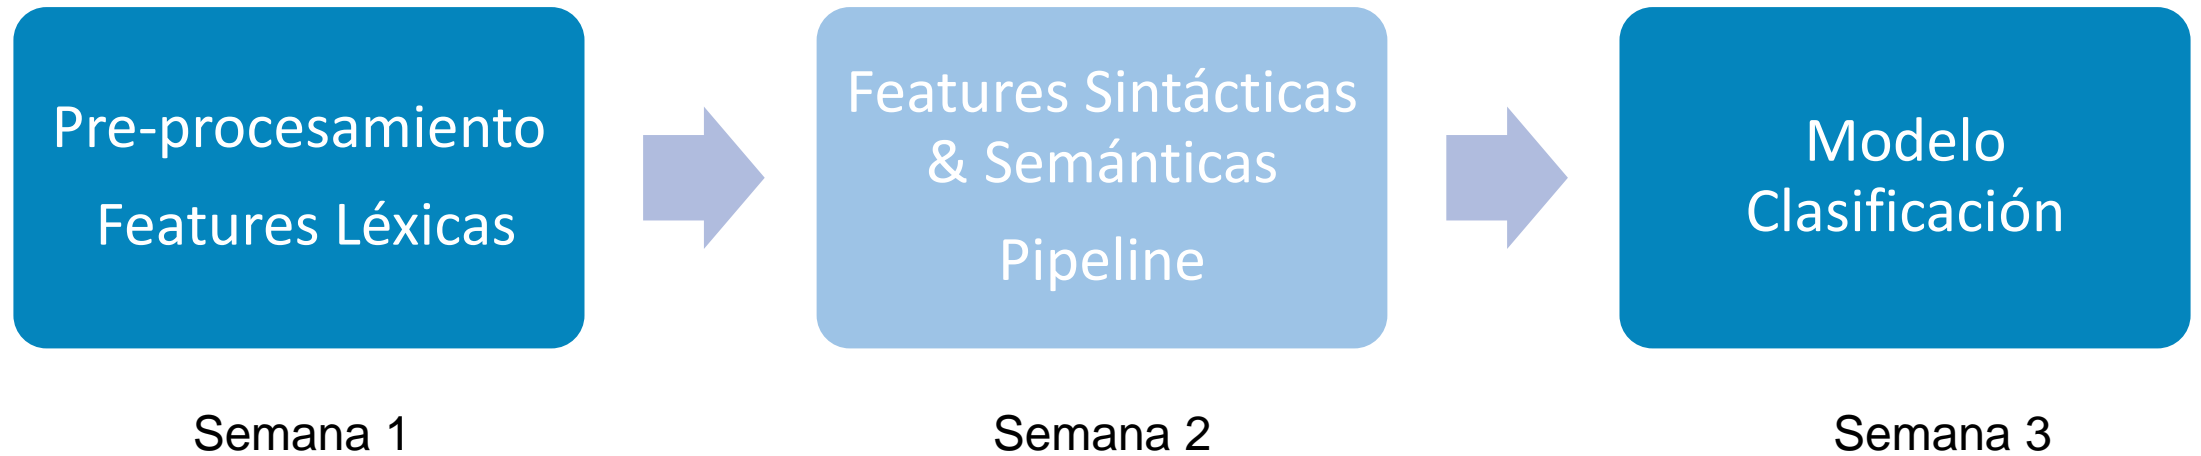 Pre-procesamiento
Features Léxicas
Features Sintácticas
& Semánticas
Pipeline
Modelo
Clasificación
Semana 1
Semana 2
Semana 3